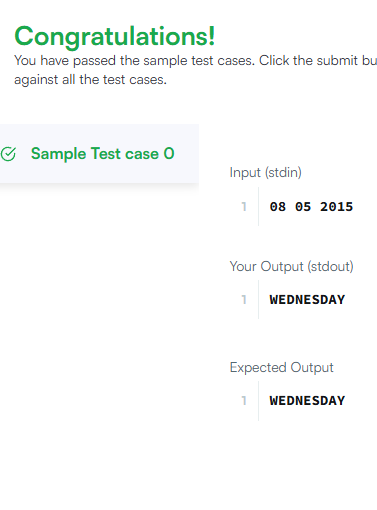 Congratulations!
You have passed the sample test cases. Click the submit bu
against all the test cases.
Sample Test case 0
Input (stdin)
1 08 05 2015
Your Output (stdout)
1 WEDNESDAY
Expected Output
1 WEDNESDAY